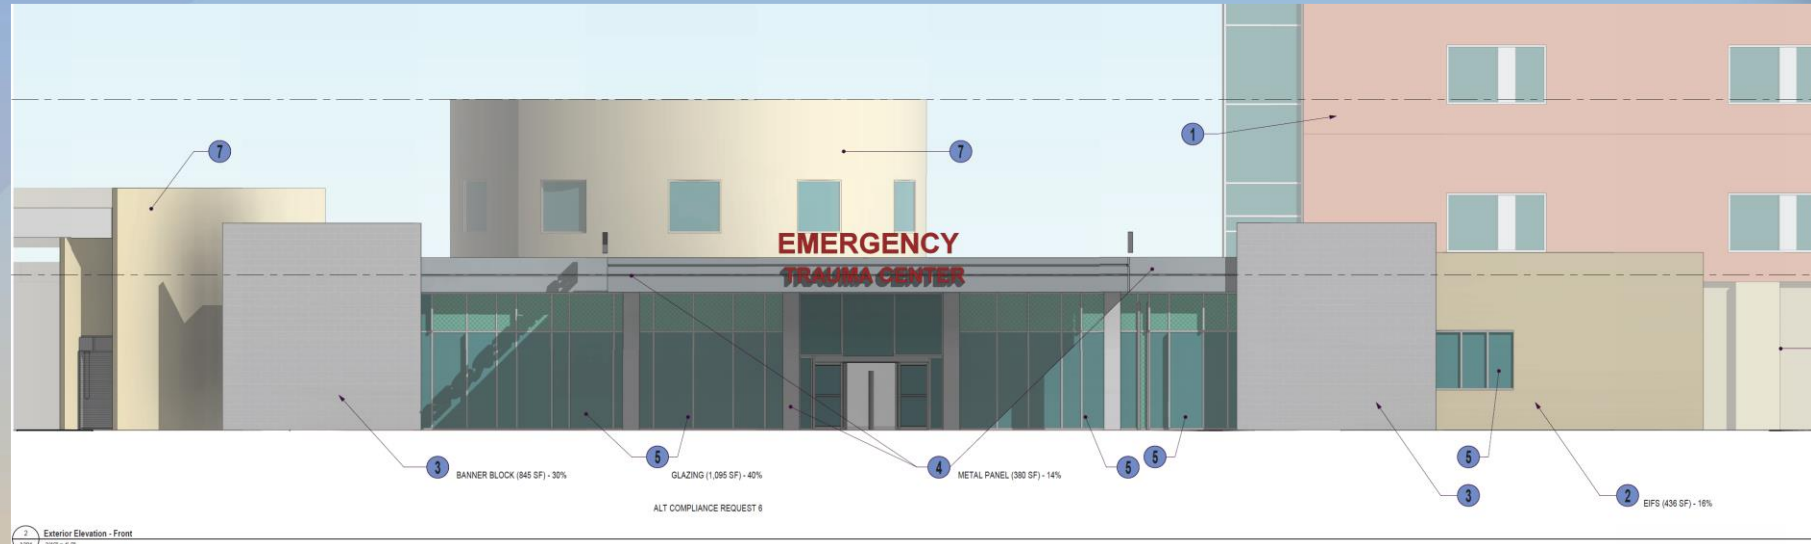 7
7
1
EMERGENCY
TRAUMA CENTER
3 BANNER BLOCK (845 SF) - 30%
5 GLAZING (1,095 SF) - 40%
4 METAL PANEL (380 SF) - 14%
5
5
5
3
2 EIFS (436 SF) - 16%
ALT COMPLIANCE REQUEST 6
2 Exterior Elevation - Front